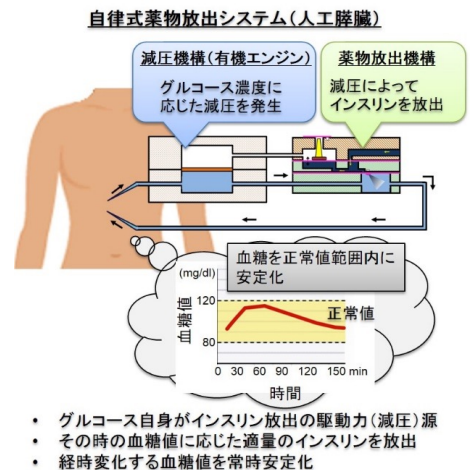 自律式薬物放出システム(人工膵臓)
減圧機構(有機エンジン)
グルコース濃度に
応じた減圧を発生
薬物放出機構
減圧によって
インスリンを放出
血糖を正常値範囲内に
安定化
(mg/dl)
血糖値
120
80
正常値
0 30 60 90 120 150 min
時間
• グルコース自身がインスリン放出の駆動力(減圧)源
• その時の血糖値に応じた適量のインスリンを放出
• 経時変化する血糖値を常時安定化